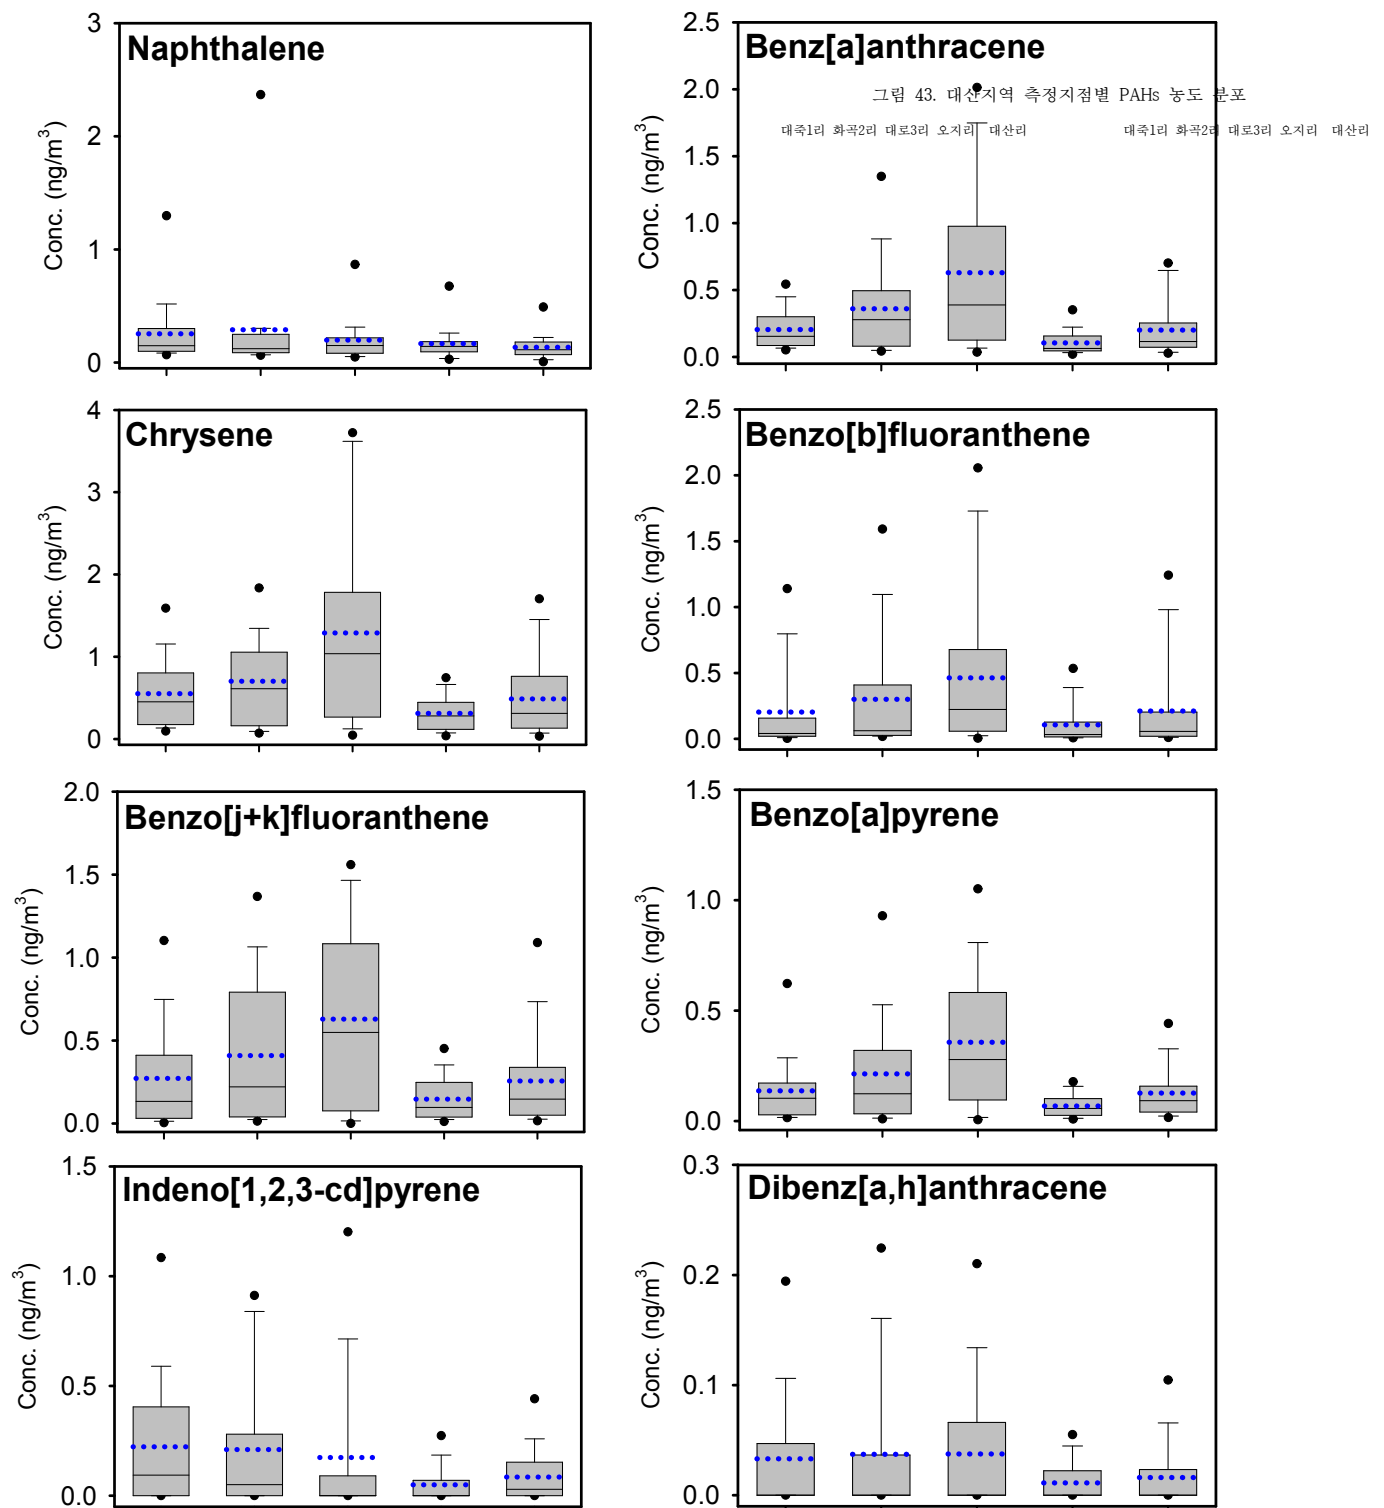 Naphthalene
3
2
1
0
Conc. (ng/m³)
Benz[a]anthracene
2.5
2.0
1.5
1.0
0.5
0.0
Conc. (ng/m³)
그림 43. 대산지역 측정지점별 PAHs 농도 분포
대죽1리 화곡2리 대로3리 오지리 대산리
대죽1리 화곡2리 대로3리 오지리 대산리
Chrysene
4
3
2
1
0
Conc. (ng/m³)
Benzo[b]fluoranthene
2.5
2.0
1.5
1.0
0.5
0.0
Conc. (ng/m³)
Benzo[j+k]fluoranthene
2.0
1.5
1.0
0.5
0.0
Conc. (ng/m³)
Benzo[a]pyrene
1.5
1.0
0.5
0.0
Conc. (ng/m³)
Indeno[1,2,3-cd]pyrene
1.5
1.0
0.5
0.0
Conc. (ng/m³)
Dibenz[a,h]anthracene
0.3
0.2
0.1
0.0
Conc. (ng/m³)